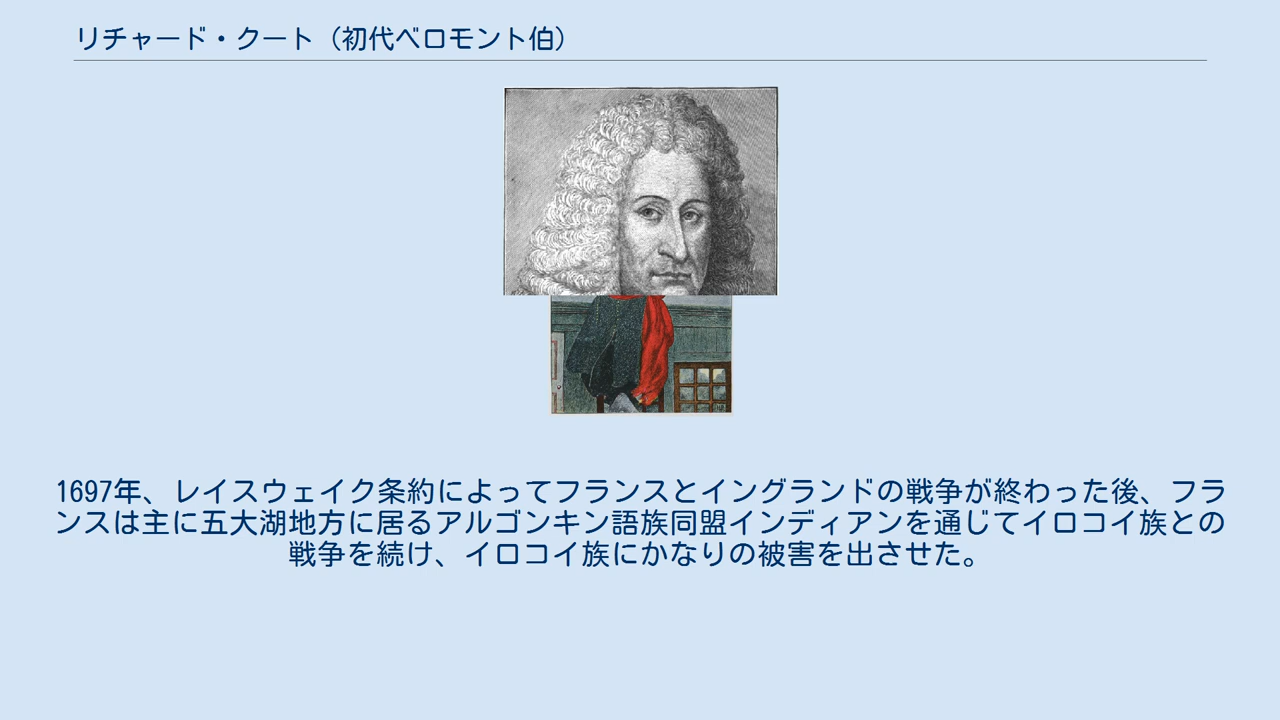 リチャード・クート（初代ベロモント伯）
1697年、レイスウェイク条約によってフランスとイングランドの戦争が終わった後、フラ
ンスは主に五大湖地方に居るアルゴンキン語族同盟インディアンを通じてイロコイ族との
戦争を続け、イロコイ族にかなりの被害を出させた。